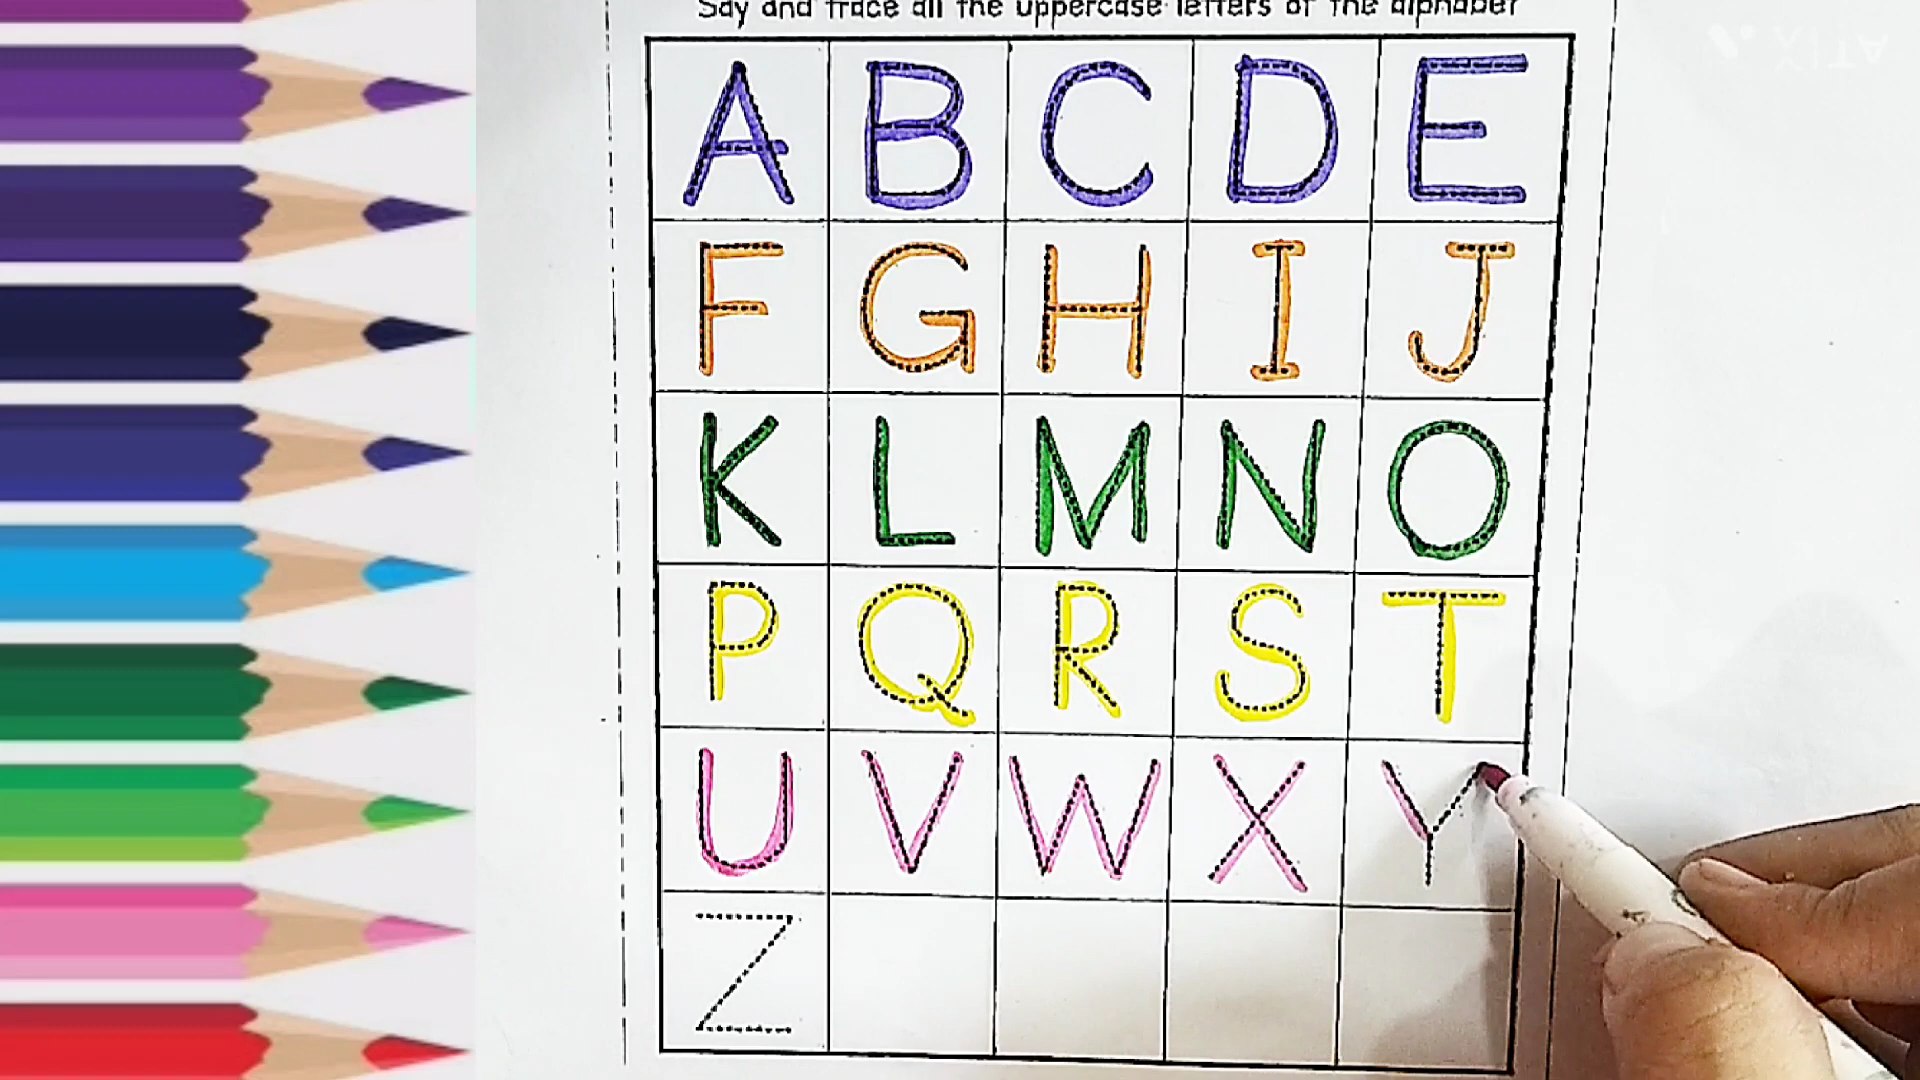 Say and trace all the uppercase letters of the alphabet
A B C D E
F G H I J
K L M N O
P Q R S T
U V W X Y
Z